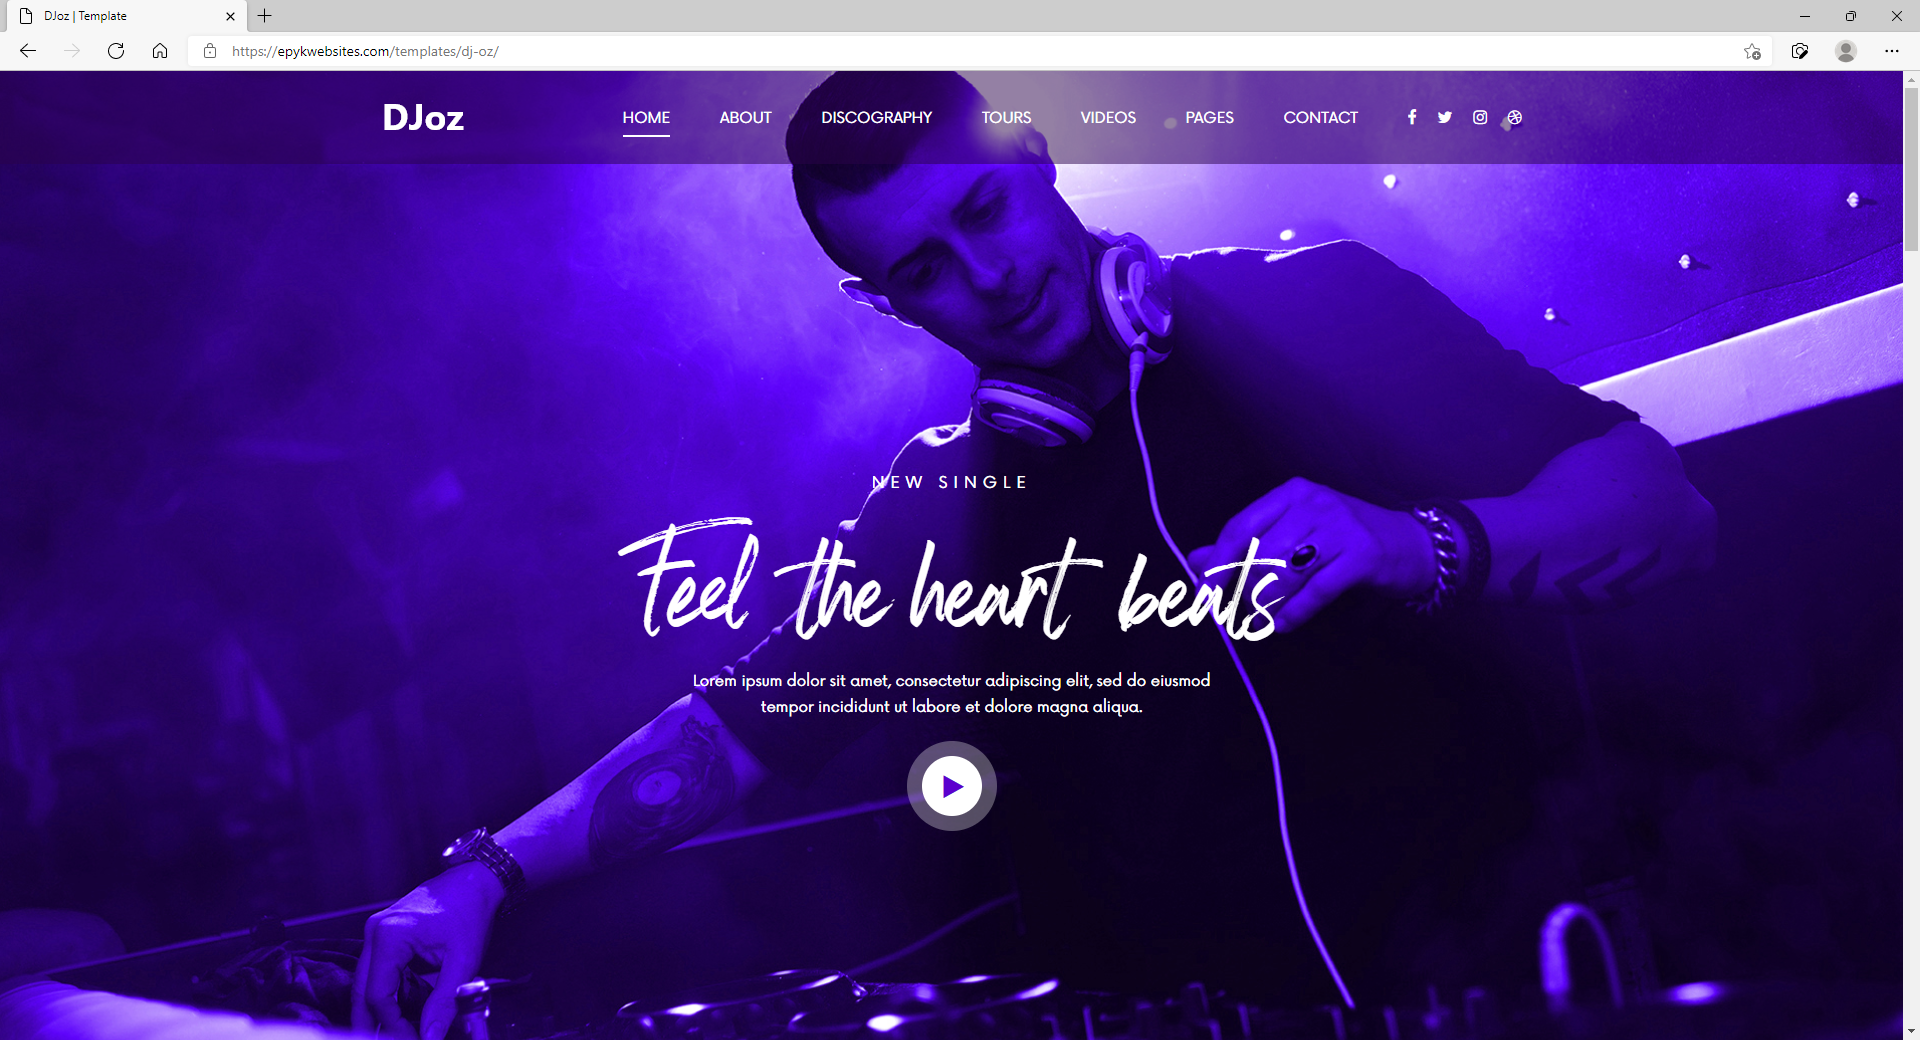 DJoz | Template
https://epykwebsites.com/templates/dj-oz/
DJoz
HOME ABOUT DISCOGRAPHY TOURS VIDEOS PAGES CONTACT
NEW SINGLE
Feel the heart beats
Lorem ipsum dolor sit amet, consectetur adipiscing elit, sed do eiusmod
tempor incididunt ut labore et dolore magna aliqua.